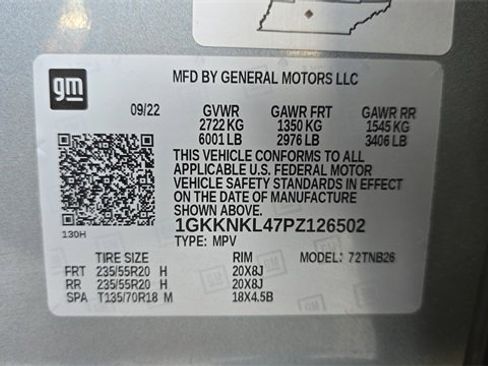 gm
MFD BY GENERAL MOTORS LLC
09/22 GVWR GAWR FRT GAWR RR
2722 KG 1350 KG 1545 KG
6001 LB 2976 LB 3406 LB
THIS VEHICLE CONFORMS TO ALL
APPLICABLE U.S. FEDERAL MOTOR
VEHICLE SAFETY STANDARDS IN EFFECT
ON THE DATE OF MANUFACTURE
SHOWN ABOVE.
130H
1GKKNKL47PZ126502
TYPE: MPV
TIRE SIZE RIM MODEL: 72TNB26
FRT 235/55R20 H 20X8J
RR 235/55R20 H 20X8J
SPA T135/70R18 M 18X4.5B